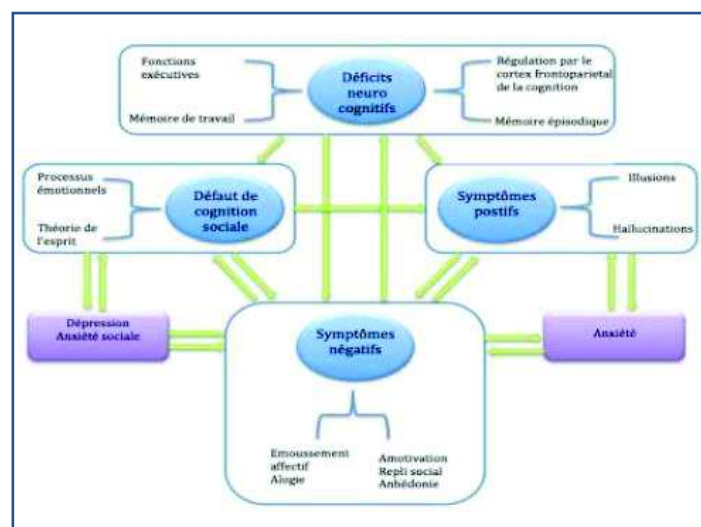 Fonctions
exécutives
Mémoire de travail
Déficits
neuro
cognitifs
Régulation par le
cortex frontoparietal
de la cognition
Mémoire épisodique
Processus
émotionnels
Théorie de
l'esprit
Défaut de
cognition
sociale
Symptômes
postifs
Illusions
Hallucinations
Dépression
Anxiété sociale
Symptômes
négatifs
Anxiété
Emoussement
affectif
Alogie
Amotivation
Repli social
Anhédonie